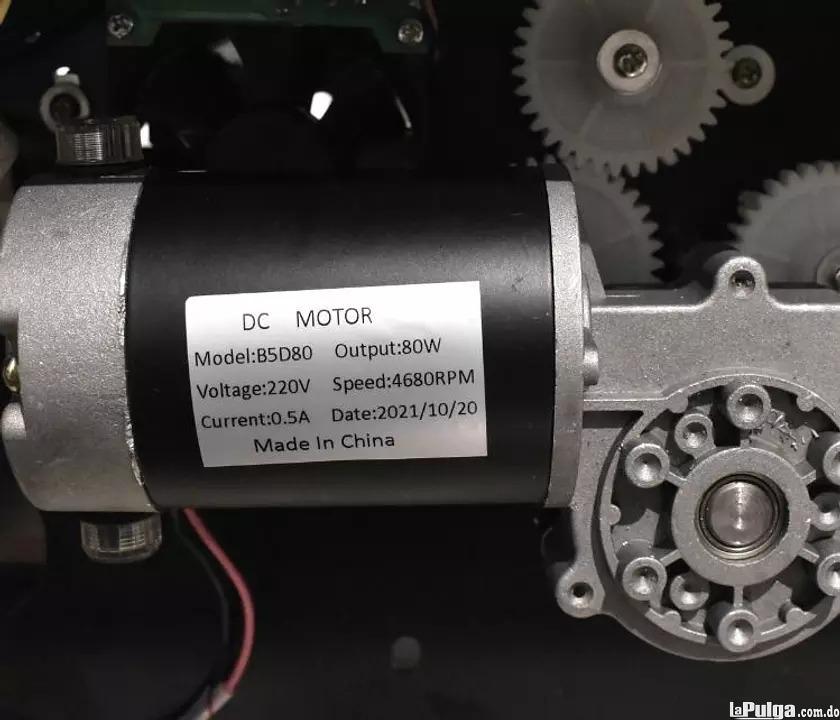 DC MOTOR
Model:B5D80 Output:80W
Voltage:220V Speed:4680RPM
Current:0.5A Date:2021/10/20
Made In China
laPulga.com.do